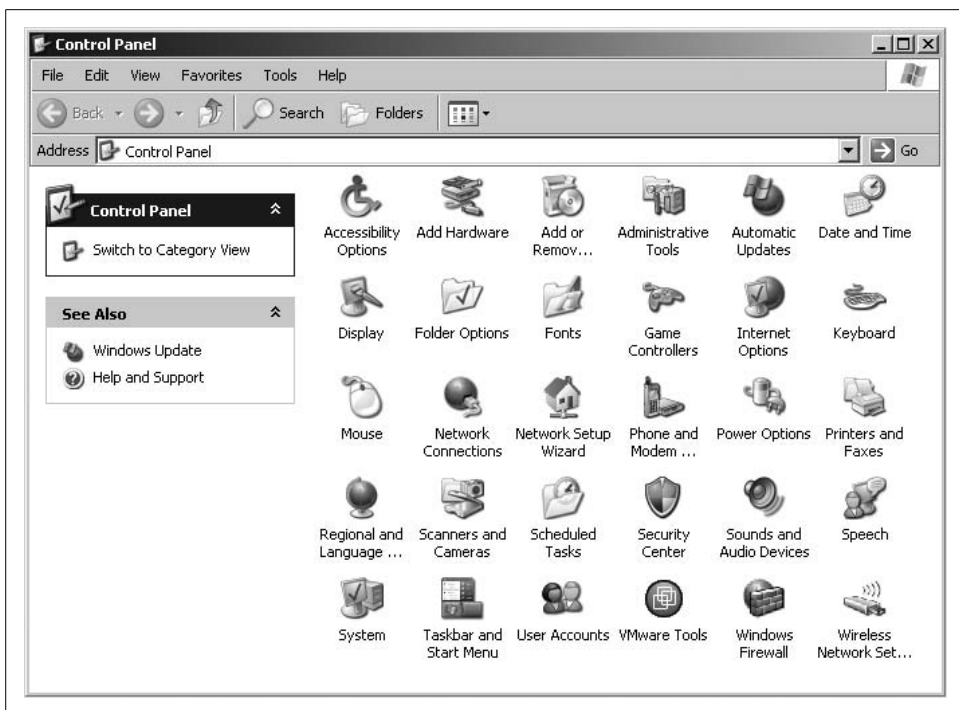 Control Panel
File Edit View Favorites Tools Help
Back Search Folders
Address Control Panel Go
Control Panel
Switch to Category View
See Also
Windows Update
Help and Support
Accessibility Options
Add Hardware
Add or Remov...
Administrative Tools
Automatic Updates
Date and Time
Display
Folder Options
Fonts
Game Controllers
Internet Options
Keyboard
Mouse
Network Connections
Network Setup Wizard
Phone and Modem ...
Power Options
Printers and Faxes
Regional and Language ...
Scanners and Cameras
Scheduled Tasks
Security Center
Sounds and Audio Devices
Speech
System
Taskbar and Start Menu
User Accounts
VMware Tools
Windows Firewall
Wireless Network Set...